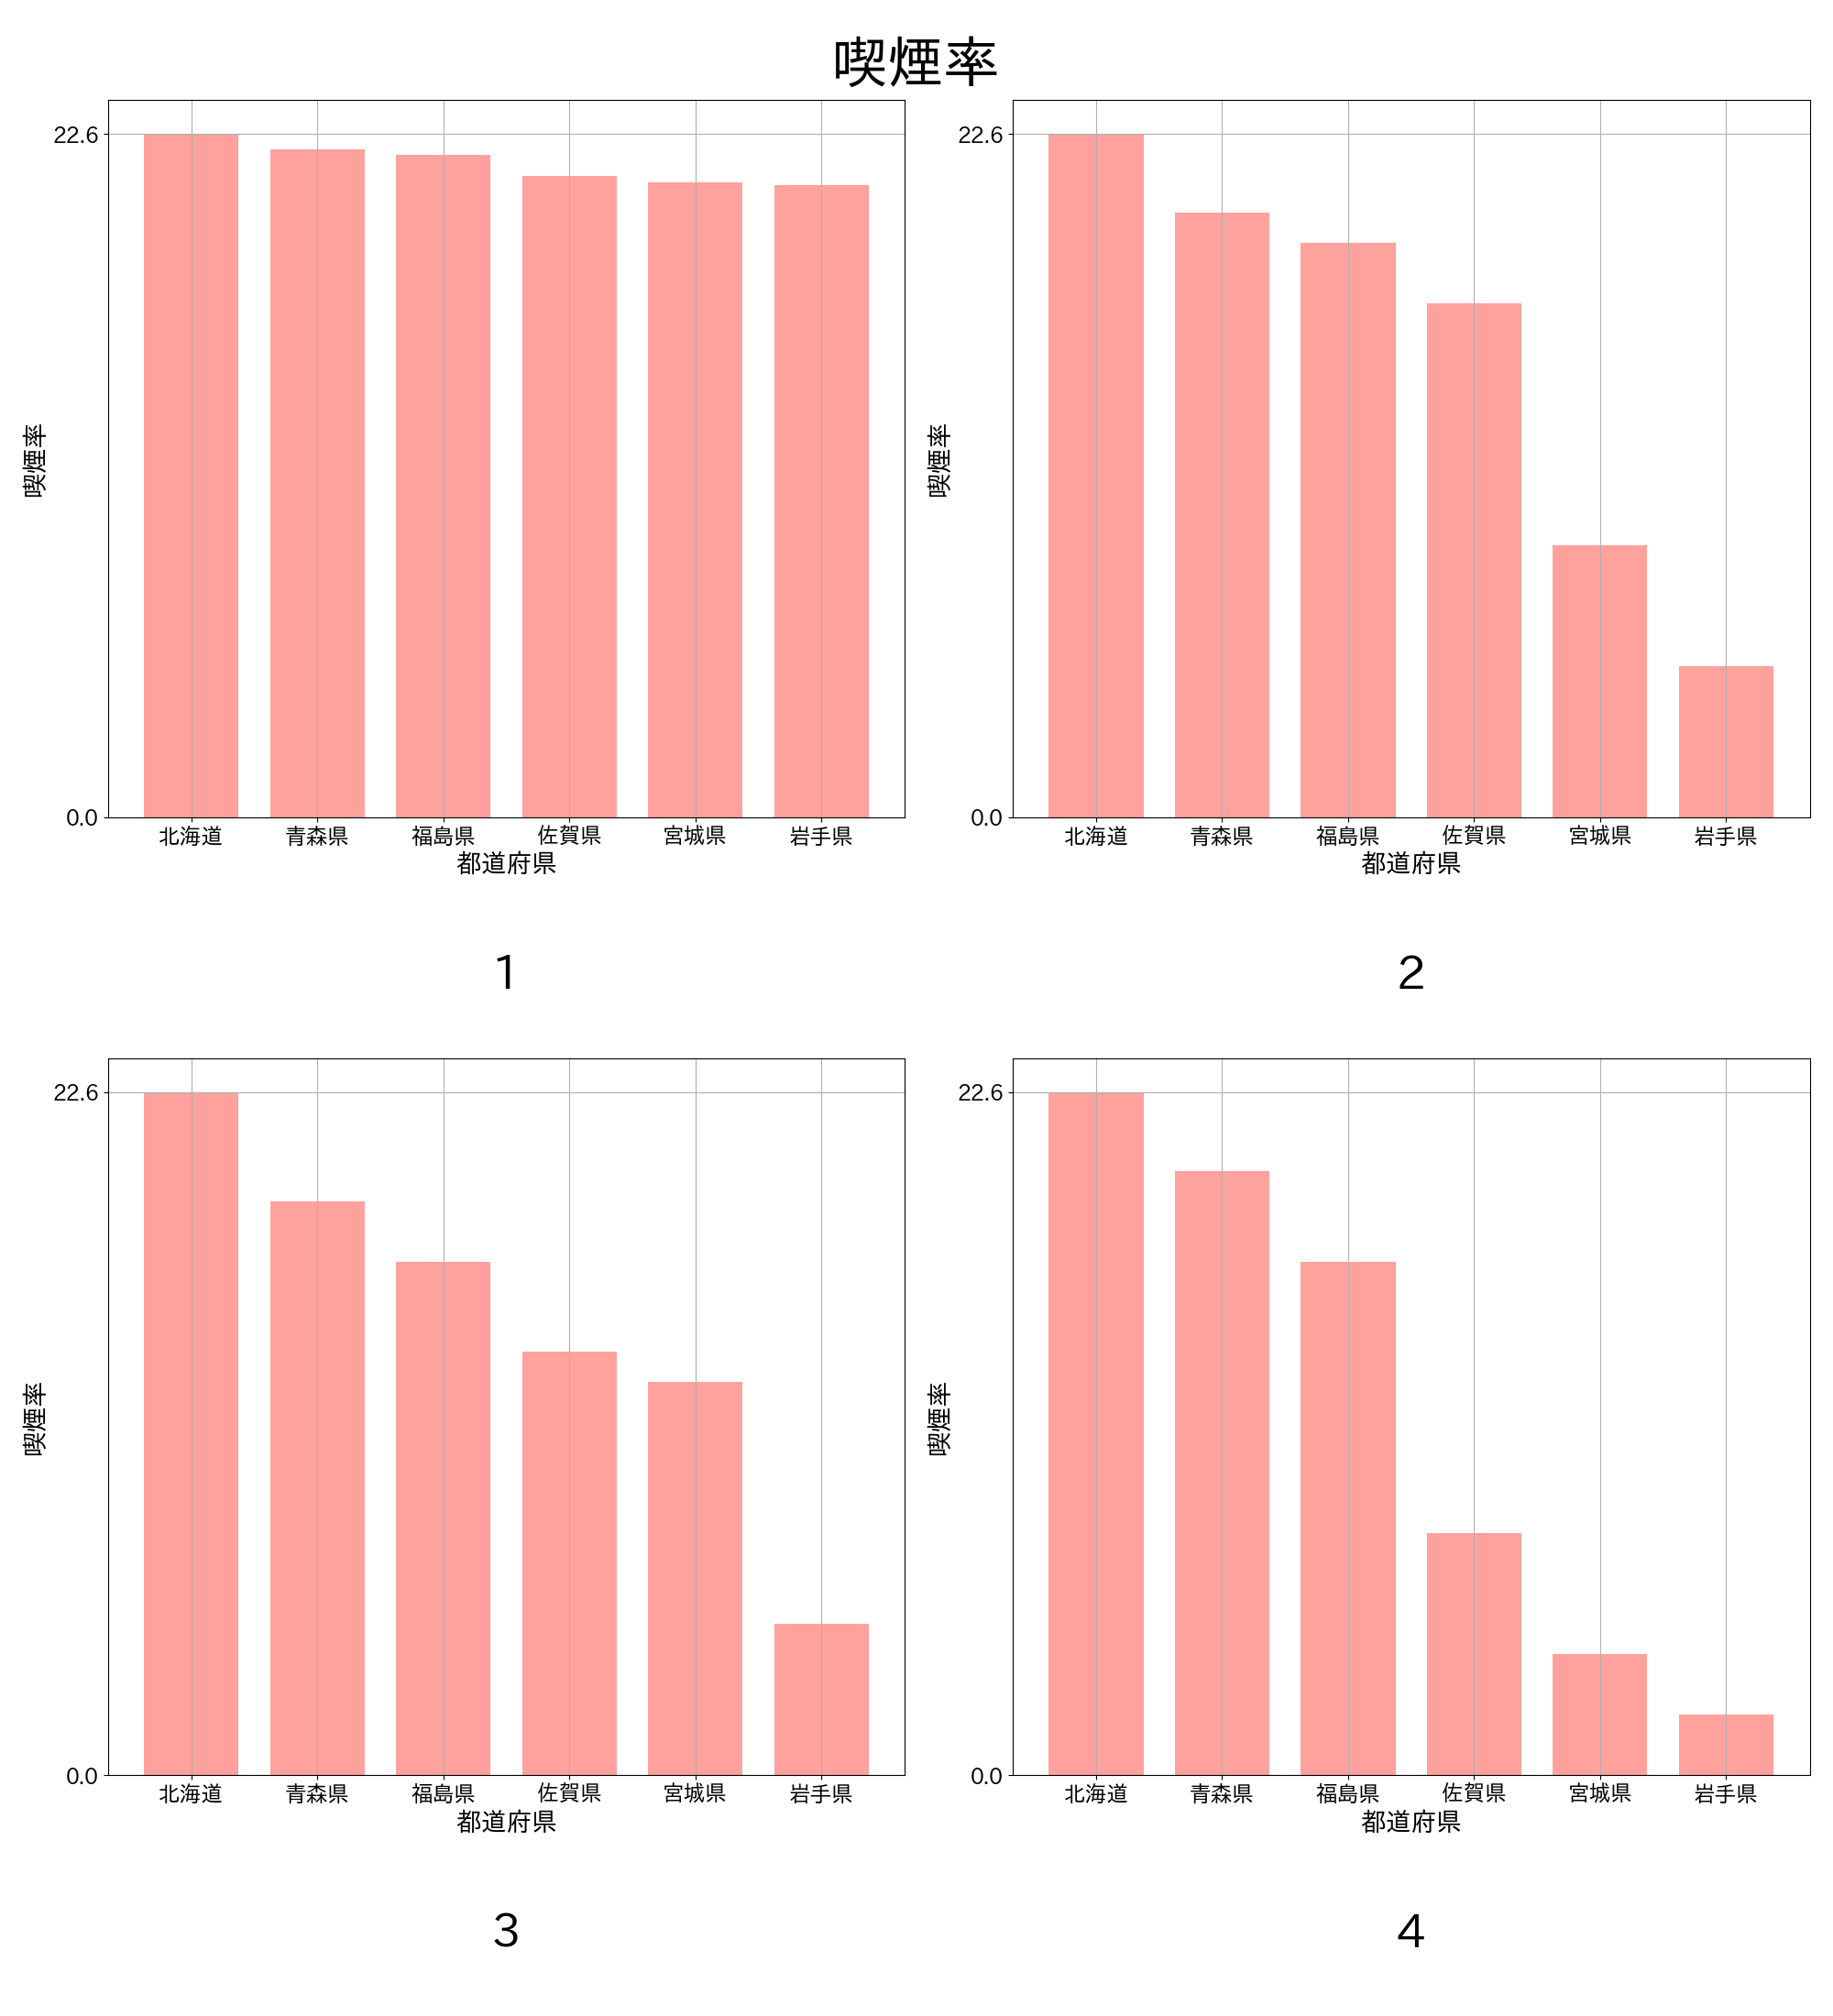 喫煙率
22.6
0.0
喫煙率
北海道 青森県 福島県 佐賀県 宮城県 岩手県
都道府県
1
22.6
0.0
喫煙率
北海道 青森県 福島県 佐賀県 宮城県 岩手県
都道府県
2
22.6
0.0
喫煙率
北海道 青森県 福島県 佐賀県 宮城県 岩手県
都道府県
3
22.6
0.0
喫煙率
北海道 青森県 福島県 佐賀県 宮城県 岩手県
都道府県
4